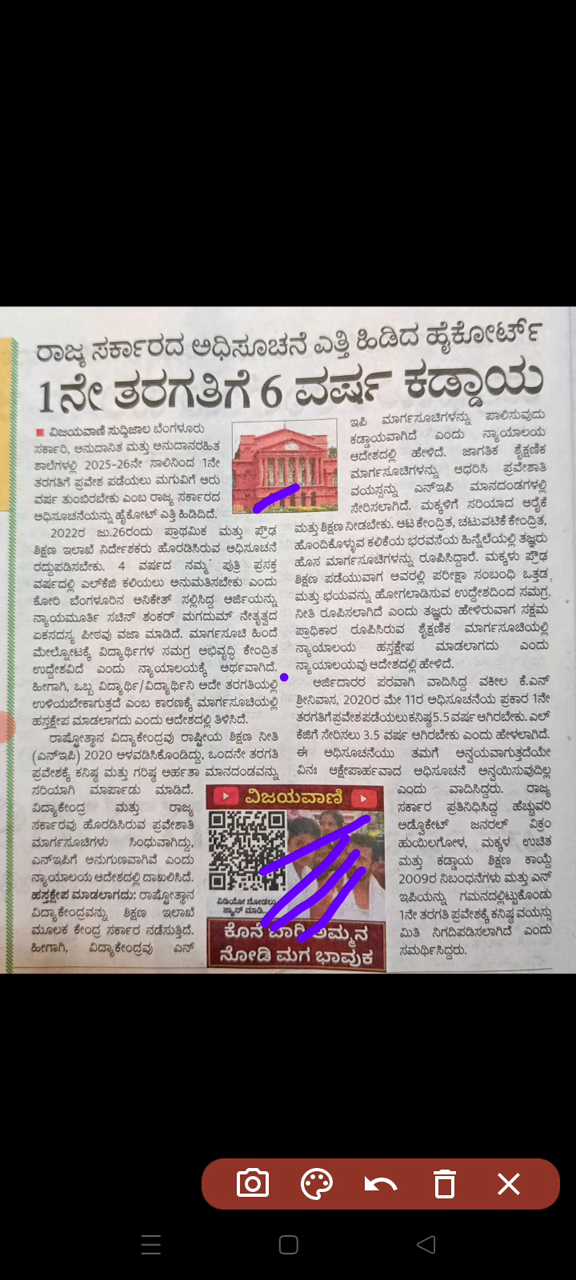 ರಾಜ್ಯ ಸರ್ಕಾರದ ಅಧಿಸೂಚನೆ ಎತ್ತಿ ಹಿಡಿದ ಹೈಕೋರ್ಟ್
1ನೇ ತರಗತಿಗೆ 6 ವರ್ಷ ಕಡ್ಡಾಯ
ವಿಜಯವಾಣಿ ಸುದ್ದಿಜಾಲ ಬೆಂಗಳೂರು
ಸರ್ಕಾರಿ, ಅನುದಾನಿತ ಮತ್ತು ಅನುದಾನರಹಿತ
ಶಾಲೆಗಳಲ್ಲಿ 2025-26ನೇ ಸಾಲಿನಿಂದ 1ನೇ
ತರಗತಿಗೆ ಪ್ರವೇಶ ಪಡೆಯಲು ಮಗುವಿಗೆ ಆರು
ವರ್ಷ ತುಂಬಿರಬೇಕು ಎಂಬ ರಾಜ್ಯ ಸರ್ಕಾರದ
ಅಧಿಸೂಚನೆಯನ್ನು ಹೈಕೋರ್ಟ್ ಎತ್ತಿ ಹಿಡಿದಿದೆ.
2022ರ ಜು.26ರಂದು ಪ್ರಾಥಮಿಕ ಮತ್ತು ಪ್ರೌಢ
ಶಿಕ್ಷಣ ಇಲಾಖೆ ನಿರ್ದೇಶಕರು ಹೊರಡಿಸಿರುವ ಅಧಿಸೂಚನೆ
ರದ್ದುಪಡಿಸಬೇಕು. 4 ವರ್ಷದ ನಮ್ಮ ಪುತ್ರಿ ಪ್ರಸಕ್ತ
ವರ್ಷದಲ್ಲಿ ಎಲ್‌ಕೆಜಿ ಕಲಿಯಲು ಅನುಮತಿಸಬೇಕು ಎಂದು
ಕೋರಿ ಬೆಂಗಳೂರಿನ ಅನಿಕೇತ್ ಸಲ್ಲಿಸಿದ್ದ ಅರ್ಜಿಯನ್ನು
ನ್ಯಾಯಮೂರ್ತಿ ಸಚಿನ್ ಶಂಕರ್ ಮಗದುಮ್ ನೇತೃತ್ವದ
ಏಕಸದಸ್ಯ ಪೀಠವು ವಜಾ ಮಾಡಿದೆ. ಮಾರ್ಗಸೂಚಿ ಹಿಂದೆ
ಮೇಲ್ನೋಟಕ್ಕೆ ವಿದ್ಯಾರ್ಥಿಗಳ ಸಮಗ್ರ ಅಭಿವೃದ್ಧಿ ಕೇಂದ್ರಿತ
ಉದ್ದೇಶವಿದೆ ಎಂದು ನ್ಯಾಯಾಲಯಕ್ಕೆ ಅರ್ಥವಾಗಿದೆ.
ಹೀಗಾಗಿ, ಒಬ್ಬ ವಿದ್ಯಾರ್ಥಿ/ವಿದ್ಯಾರ್ಥಿನಿ ಅದೇ ತರಗತಿಯಲ್ಲಿ
ಉಳಿಯಬೇಕಾಗುತ್ತದೆ ಎಂಬ ಕಾರಣಕ್ಕೆ ಮಾರ್ಗಸೂಚಿಯಲ್ಲಿ
ಹಸ್ತಕ್ಷೇಪ ಮಾಡಲಾಗದು ಎಂದು ಆದೇಶದಲ್ಲಿ ತಿಳಿಸಿದೆ.
ರಾಷ್ಟ್ರೋತ್ಥಾನ ವಿದ್ಯಾಕೇಂದ್ರವು ರಾಷ್ಟ್ರೀಯ ಶಿಕ್ಷಣ ನೀತಿ
(ಎನ್‌ಇಪಿ) 2020 ಅಳವಡಿಸಿಕೊಂಡಿದ್ದು, ಒಂದನೇ ತರಗತಿ
ಪ್ರವೇಶಕ್ಕೆ ಕನಿಷ್ಠ ಮತ್ತು ಗರಿಷ್ಠ ಅರ್ಹತಾ ಮಾನದಂಡವನ್ನು
ಸರಿಯಾಗಿ ಮಾರ್ಪಾಡು ಮಾಡಿದೆ.
ವಿದ್ಯಾಕೇಂದ್ರ ಮತ್ತು ರಾಜ್ಯ
ಸರ್ಕಾರವು ಹೊರಡಿಸಿರುವ ಪ್ರವೇಶಾತಿ
ಮಾರ್ಗಸೂಚಿಗಳು ಸಿಂಧುವಾಗಿದ್ದು,
ಎನ್‌ಇಪಿಗೆ ಅನುಗುಣವಾಗಿವೆ ಎಂದು
ನ್ಯಾಯಾಲಯ ಆದೇಶದಲ್ಲಿ ದಾಖಲಿಸಿದೆ.
ಹಸ್ತಕ್ಷೇಪ ಮಾಡಲಾಗದು: ರಾಷ್ಟ್ರೋತ್ಥಾನ
ವಿದ್ಯಾಕೇಂದ್ರವನ್ನು ಶಿಕ್ಷಣ ಇಲಾಖೆ
ಮೂಲಕ ಕೇಂದ್ರ ಸರ್ಕಾರ ನಡೆಸುತ್ತಿದೆ.
ಹೀಗಾಗಿ, ವಿದ್ಯಾಕೇಂದ್ರವು ಎನ್
ಇಪಿ ಮಾರ್ಗಸೂಚಿಗಳನ್ನು ಪಾಲಿಸುವುದು
ಕಡ್ಡಾಯವಾಗಿದೆ ಎಂದು ನ್ಯಾಯಾಲಯ
ಆದೇಶದಲ್ಲಿ ಹೇಳಿದೆ. ಜಾಗತಿಕ ಶೈಕ್ಷಣಿಕ
ಮಾರ್ಗಸೂಚಿಗಳನ್ನು ಆಧರಿಸಿ ಪ್ರವೇಶಾತಿ
ವಯಸ್ಸನ್ನು ಎನ್‌ಇಪಿ ಮಾನದಂಡಗಳಲ್ಲಿ
ಸೇರಿಸಲಾಗಿದೆ. ಮಕ್ಕಳಿಗೆ ಸರಿಯಾದ ಆರೈಕೆ
ಮತ್ತು ಶಿಕ್ಷಣ ನೀಡಬೇಕು. ಆಟ ಕೇಂದ್ರಿತ, ಚಟುವಟಿಕೆ ಕೇಂದ್ರಿತ,
ಹೊಂದಿಕೊಳ್ಳುವ ಕಲಿಕೆಯ ಭರವಸೆಯ ಹಿನ್ನೆಲೆಯಲ್ಲಿ ತಜ್ಞರು
ಹೊಸ ಮಾರ್ಗಸೂಚಿಗಳನ್ನು ರೂಪಿಸಿದ್ದಾರೆ. ಮಕ್ಕಳು ಪ್ರೌಢ
ಶಿಕ್ಷಣ ಪಡೆಯುವಾಗ ಅವರಲ್ಲಿ ಪರೀಕ್ಷಾ ಸಂಬಂಧಿ ಒತ್ತಡ
ಮತ್ತು ಭಯವನ್ನು ಹೋಗಲಾಡಿಸುವ ಉದ್ದೇಶದಿಂದ ಸಮಗ್ರ
ನೀತಿ ರೂಪಿಸಲಾಗಿದೆ ಎಂದು ತಜ್ಞರು ಹೇಳಿರುವಾಗ ಸಕ್ಷಮ
ಪ್ರಾಧಿಕಾರ ರೂಪಿಸಿರುವ ಶೈಕ್ಷಣಿಕ ಮಾರ್ಗಸೂಚಿಯಲ್ಲಿ
ನ್ಯಾಯಾಲಯ ಹಸ್ತಕ್ಷೇಪ ಮಾಡಲಾಗದು ಎಂದು
ನ್ಯಾಯಾಲಯವು ಆದೇಶದಲ್ಲಿ ಹೇಳಿದೆ.
ಅರ್ಜಿದಾರರ ಪರವಾಗಿ ವಾದಿಸಿದ್ದ ವಕೀಲ ಕೆ.ಎನ್
ಶ್ರೀನಿವಾಸ, 2020ರ ಮೇ 11ರ ಅಧಿಸೂಚನೆಯ ಪ್ರಕಾರ 1ನೇ
ತರಗತಿಗೆ ಪ್ರವೇಶ ಪಡೆಯಲು ಕನಿಷ್ಠ 5.5 ವರ್ಷ ಆಗಿರಬೇಕು. ಎಲ್
ಕೆಜಿಗೆ ಸೇರಿಸಲು 3.5 ವರ್ಷ ಆಗಿರಬೇಕು ಎಂದು ಹೇಳಲಾಗಿದೆ.
ಈ ಅಧಿಸೂಚನೆಯು ತಮಗೆ ಅನ್ವಯವಾಗುತ್ತದೆಯೇ
ವಿನಃ ಆಕ್ಷೇಪಾರ್ಹವಾದ ಅಧಿಸೂಚನೆ ಅನ್ವಯಿಸುವುದಿಲ್ಲ
ಎಂದು ವಾದಿಸಿದ್ದರು. ರಾಜ್ಯ
ಸರ್ಕಾರ ಪ್ರತಿನಿಧಿಸಿದ್ದ ಹೆಚ್ಚುವರಿ
ಅಡ್ವೊಕೇಟ್ ಜನರಲ್ ವಿಕ್ರಂ
ಹುಯಿಲಗೋಳ, ಮಕ್ಕಳ ಉಚಿತ
ಮತ್ತು ಕಡ್ಡಾಯ ಶಿಕ್ಷಣ ಕಾಯ್ದೆ
2009ರ ನಿಬಂಧನೆಗಳು ಮತ್ತು ಎನ್
ಇಪಿಯನ್ನು ಗಮನದಲ್ಲಿಟ್ಟುಕೊಂಡು
1ನೇ ತರಗತಿ ಪ್ರವೇಶಕ್ಕೆ ಕನಿಷ್ಠ ವಯಸ್ಸು
ಮಿತಿ ನಿಗದಿಪಡಿಸಲಾಗಿದೆ ಎಂದು
ಸಮರ್ಥಿಸಿದ್ದರು.
ವಿಜಯವಾಣಿ
ವಿಡಿಯೋ ನೋಡಲು
ಸ್ಕ್ಯಾನ್ ಮಾಡಿ..
ಕೊನೆ ಬಾರಿ ಅಮ್ಮನ
ನೋಡಿ ಮಗ ಭಾವುಕ